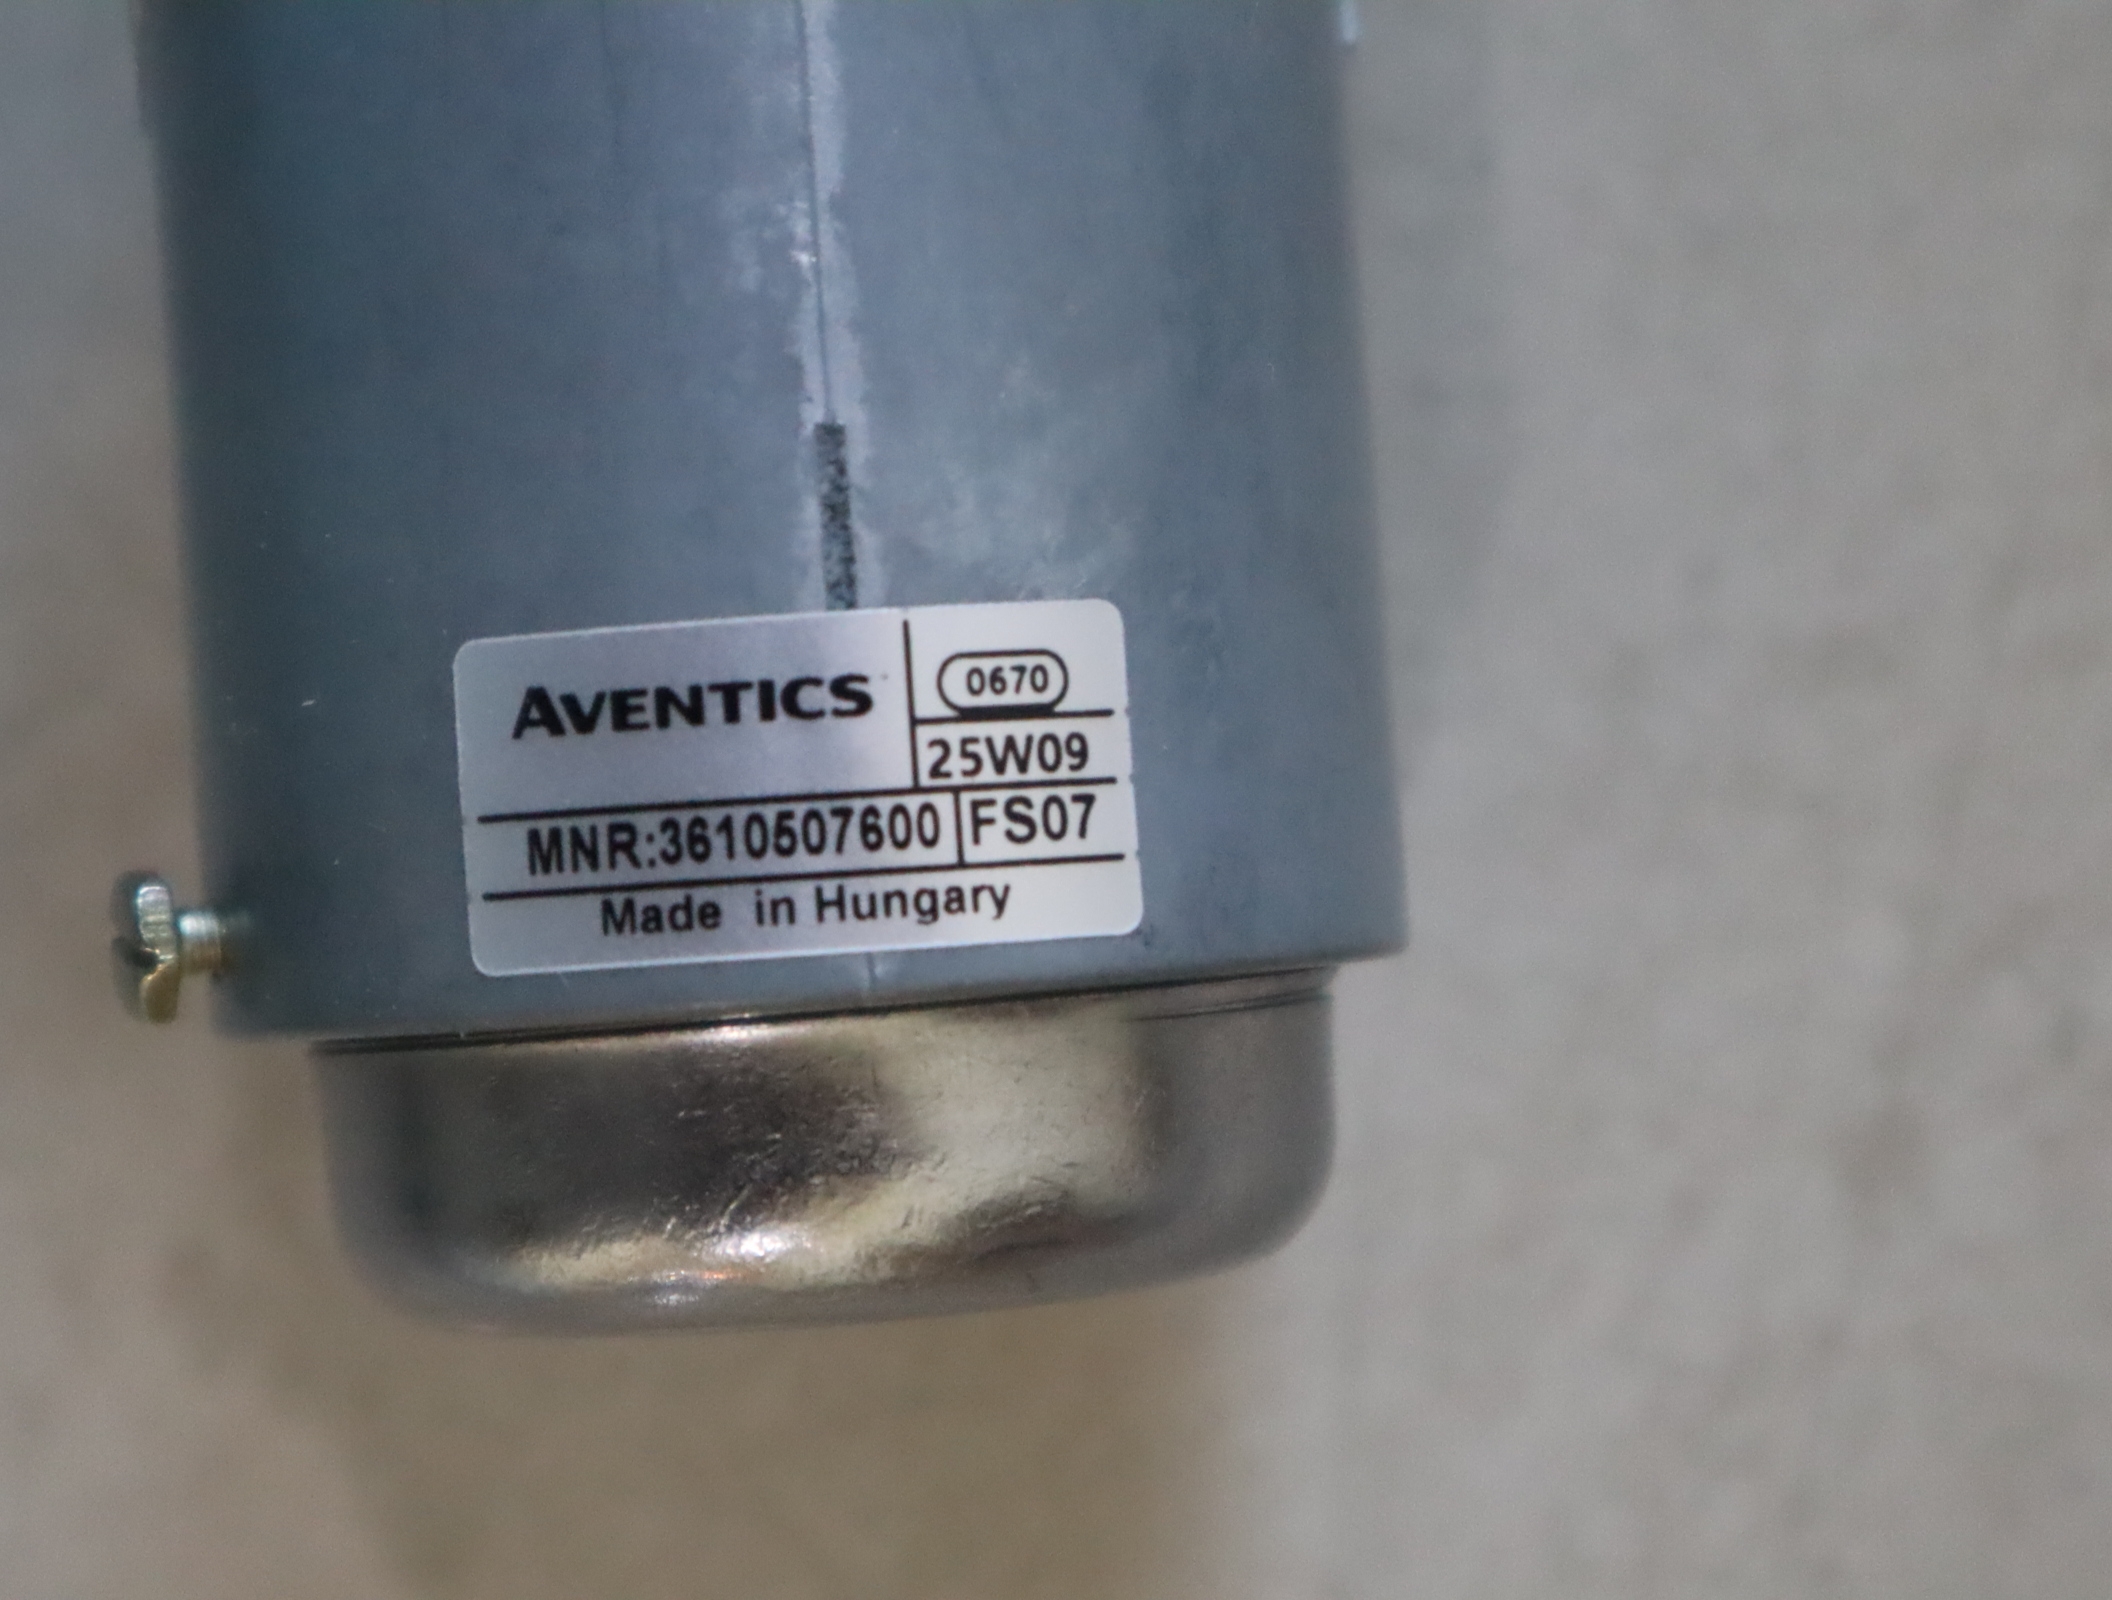 AVENTICS
0670
25W09
MNR:3610507600 FS07
Made in Hungary